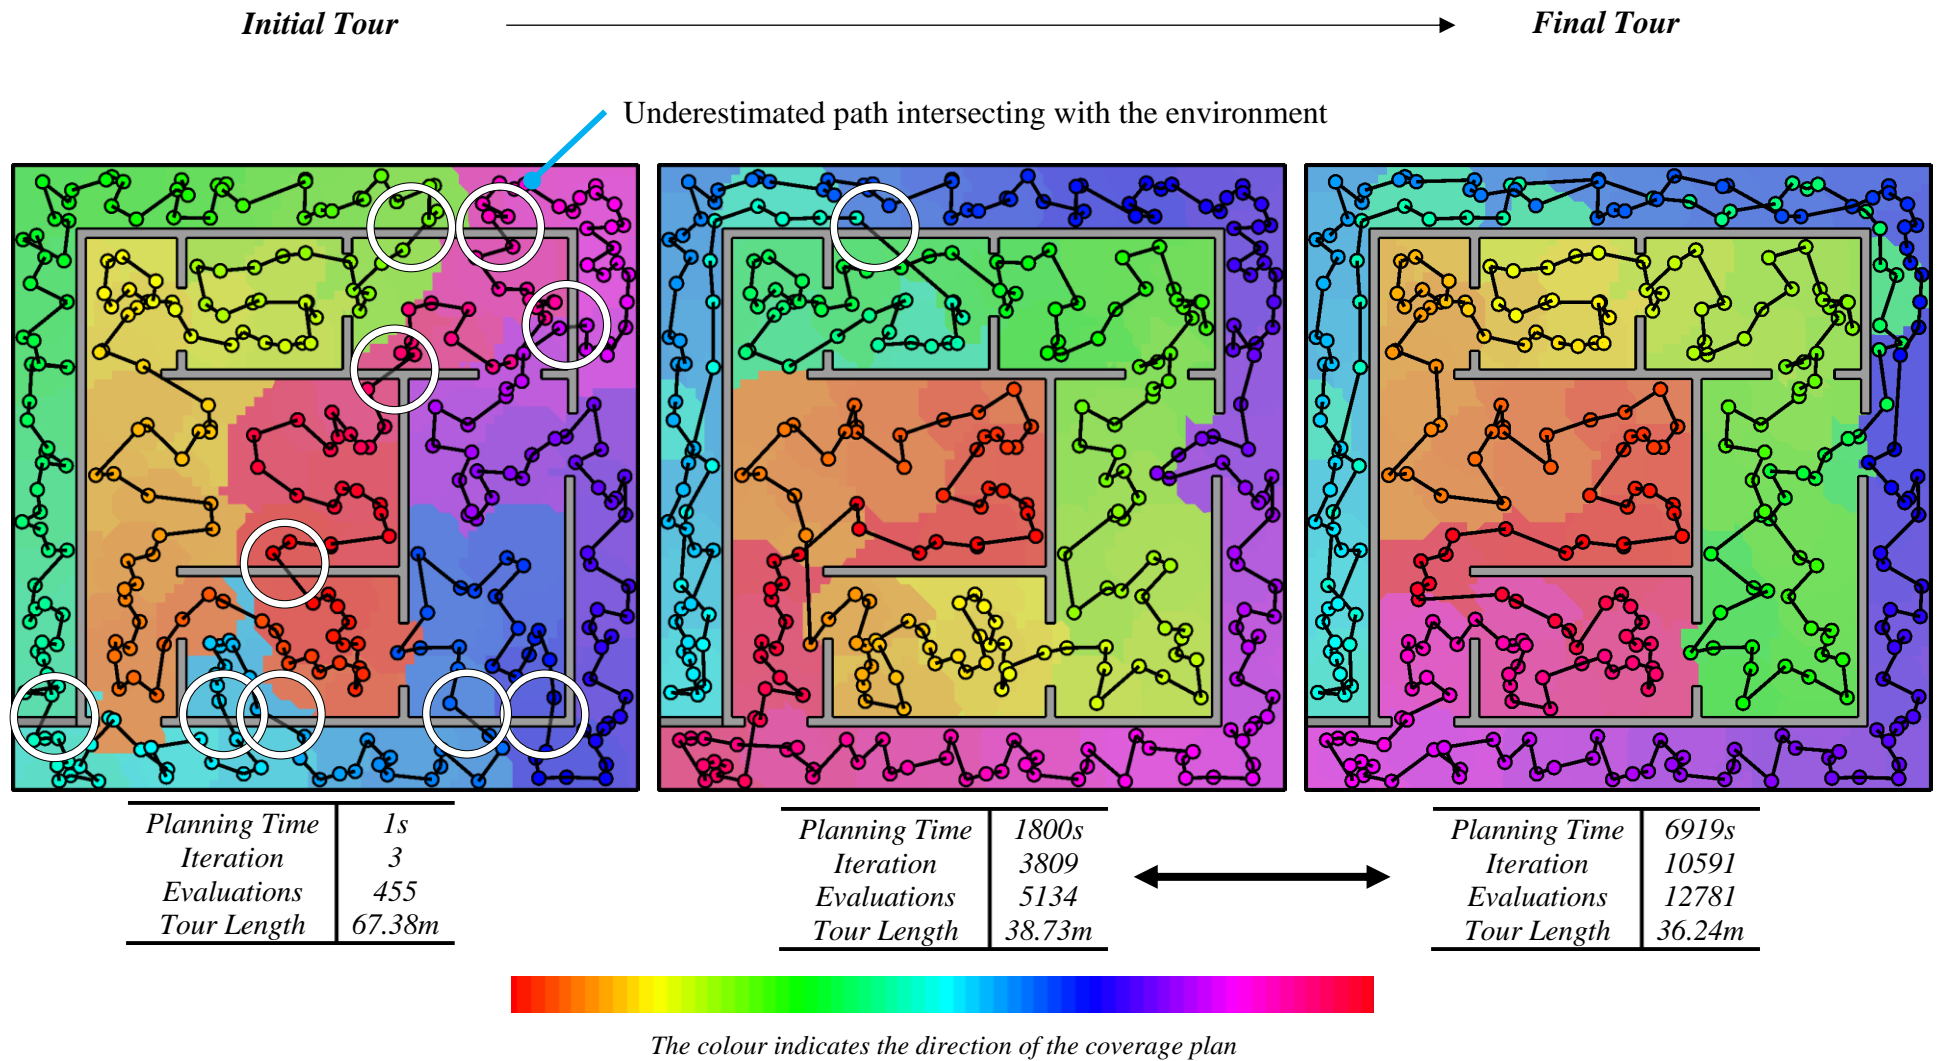 Initial Tour
Final Tour
Underestimated path intersecting with the environment
Planning Time 1s
Iteration 3
Evaluations 455
Tour Length 67.38m
Planning Time 1800s
Iteration 3809
Evaluations 5134
Tour Length 38.73m
Planning Time 6919s
Iteration 10591
Evaluations 12781
Tour Length 36.24m
The colour indicates the direction of the coverage plan